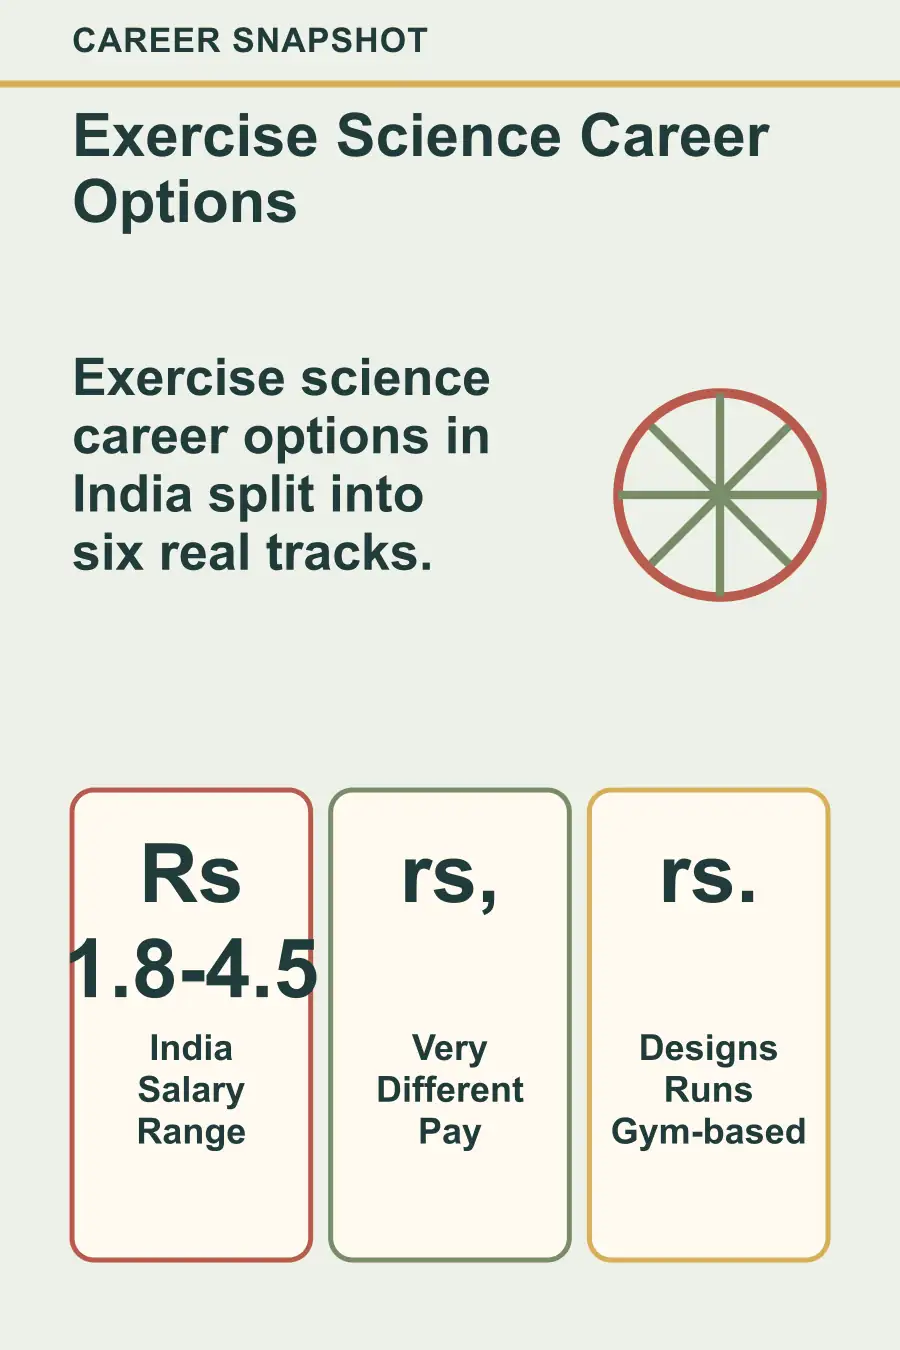 CAREER SNAPSHOT
Exercise Science Career
Options
Exercise science
career options in
India split into
six real tracks.
Rs
1.8-4.5
India
Salary
Range
rs,
Very
Different
Pay
rs.
Designs
Runs
Gym-based